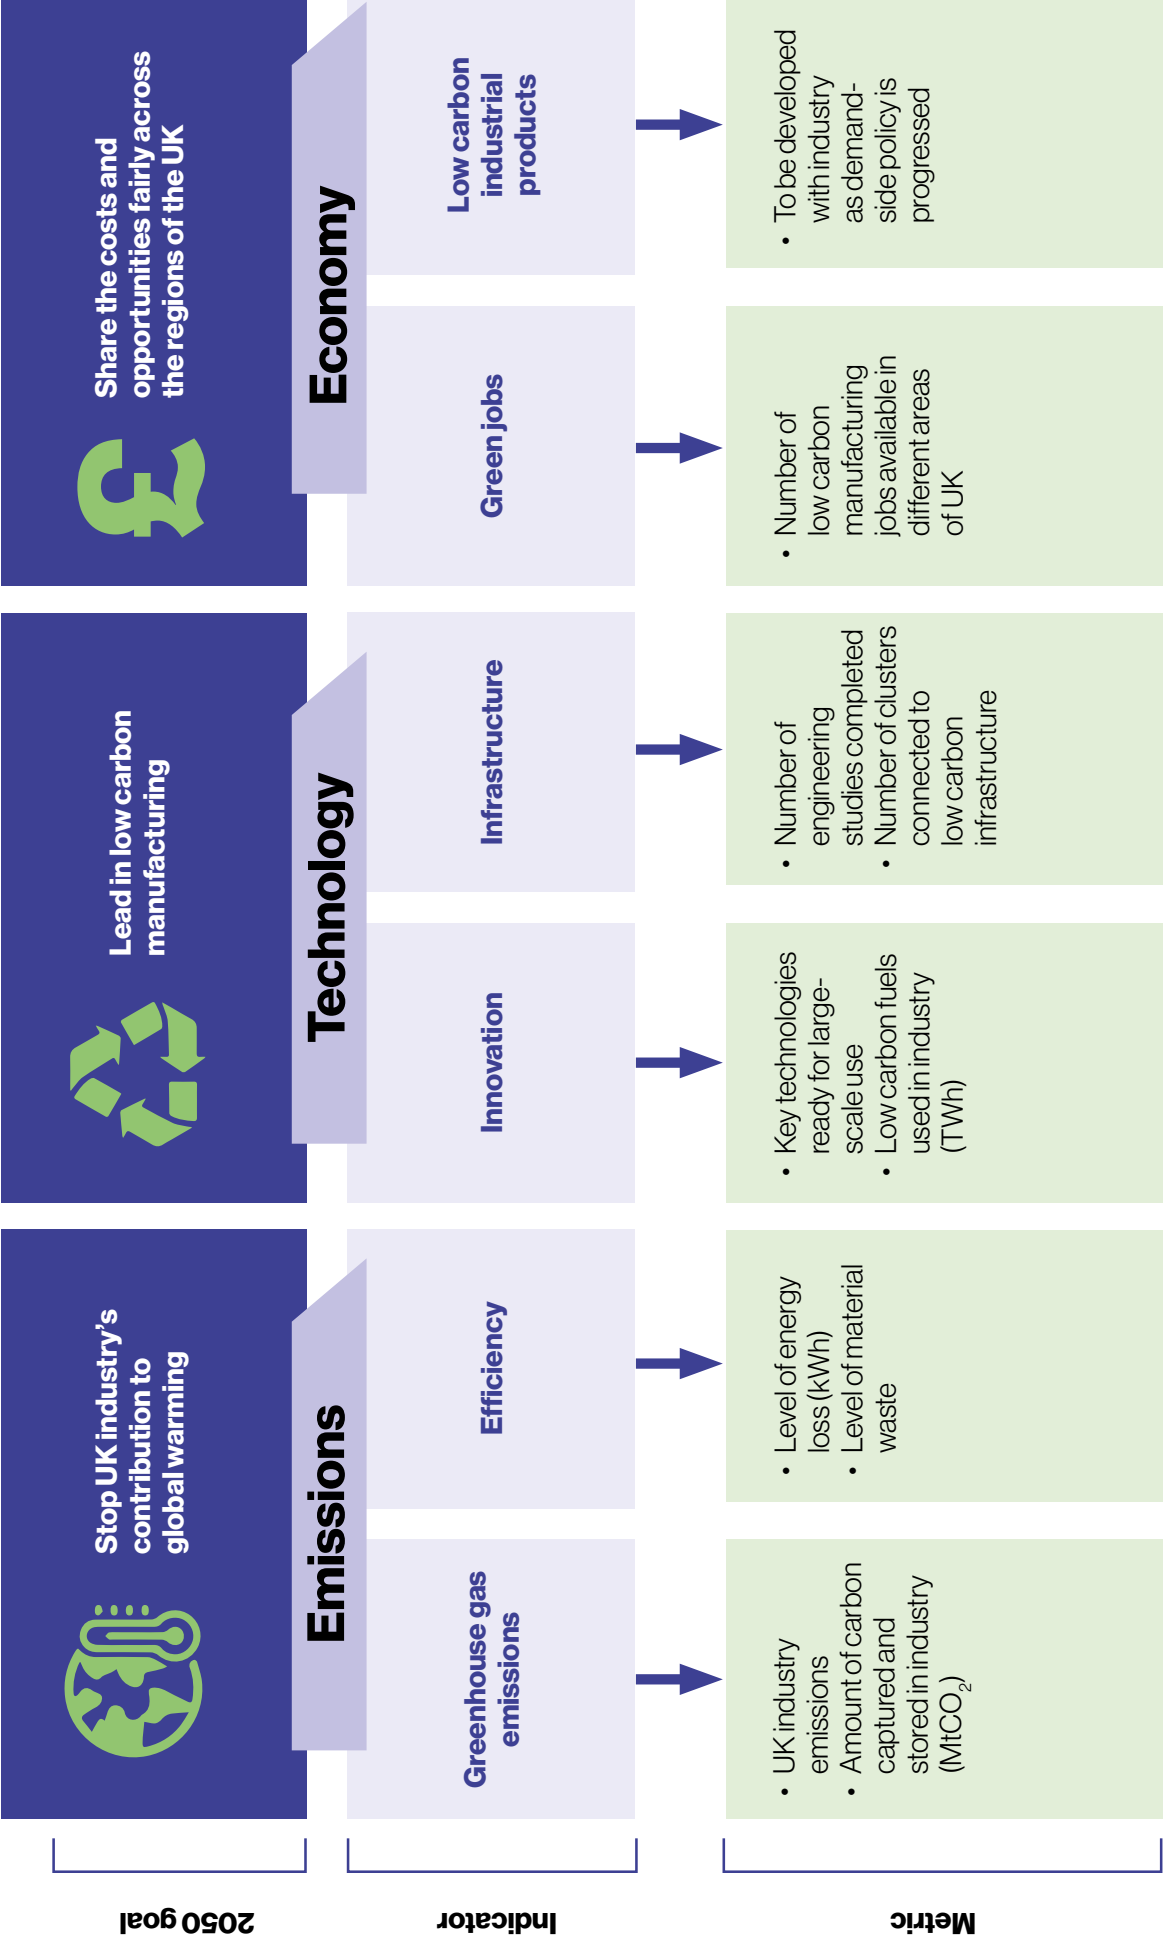 2050 goal
Stop UK industry’s
contribution to
global warming
Lead in low carbon
manufacturing
£
Share the costs and
opportunities fairly across
the regions of the UK
Emissions
Technology
Economy
Indicator
Greenhouse gas
emissions
Efficiency
Innovation
Infrastructure
Green jobs
Low carbon
industrial
products
Metric
• UK industry
emissions
• Amount of carbon
captured and
stored in industry
(MtCO₂)
• Level of energy
loss (kWh)
• Level of material
waste
• Key technologies
ready for large-
scale use
• Low carbon fuels
used in industry
(TWh)
• Number of
engineering
studies completed
• Number of clusters
connected to
low carbon
infrastructure
• Number of
low carbon
manufacturing
jobs available in
different areas
of UK
• To be developed
with industry
as demand-
side policy is
progressed